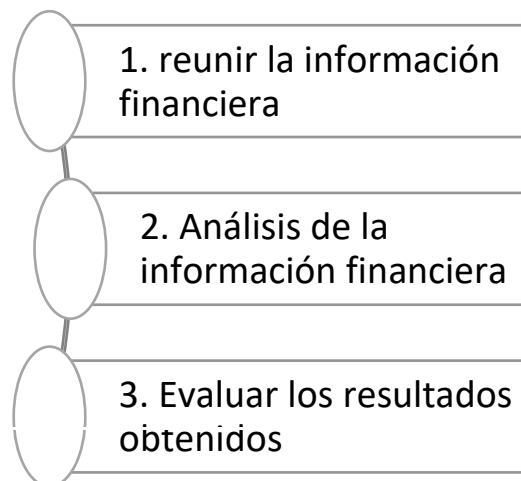 1. reunir la información
financiera
2. Análisis de la
información financiera
3. Evaluar los resultados
obtenidos